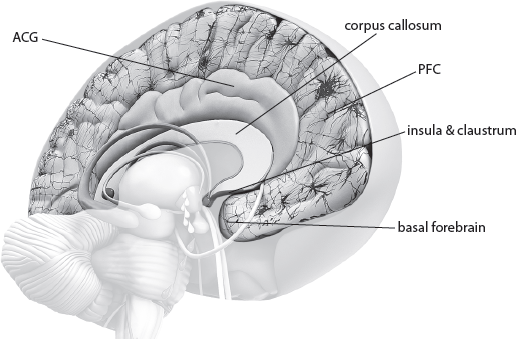 corpus callosum
ACG
PFC
insula & claustrum
basal forebrain